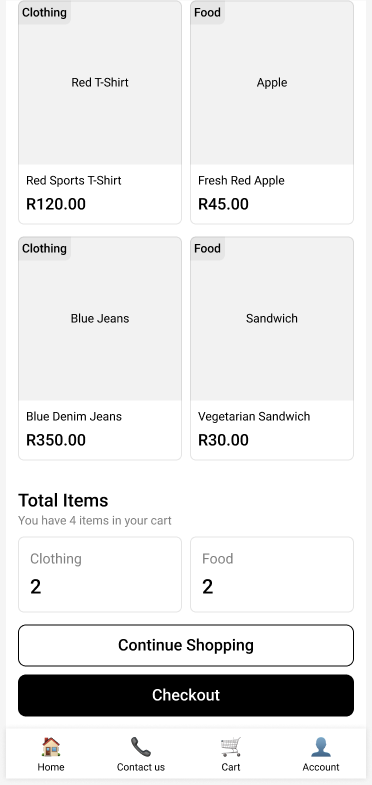 Clothing
Food
Red T-Shirt
Apple
Red Sports T-Shirt
Fresh Red Apple
R120.00
R45.00
Clothing
Food
Blue Jeans
Sandwich
Blue Denim Jeans
Vegetarian Sandwich
R350.00
R30.00
Total Items
You have 4 items in your cart
Clothing
Food
2
2
Continue Shopping
Checkout
Home
Contact us
Cart
Account